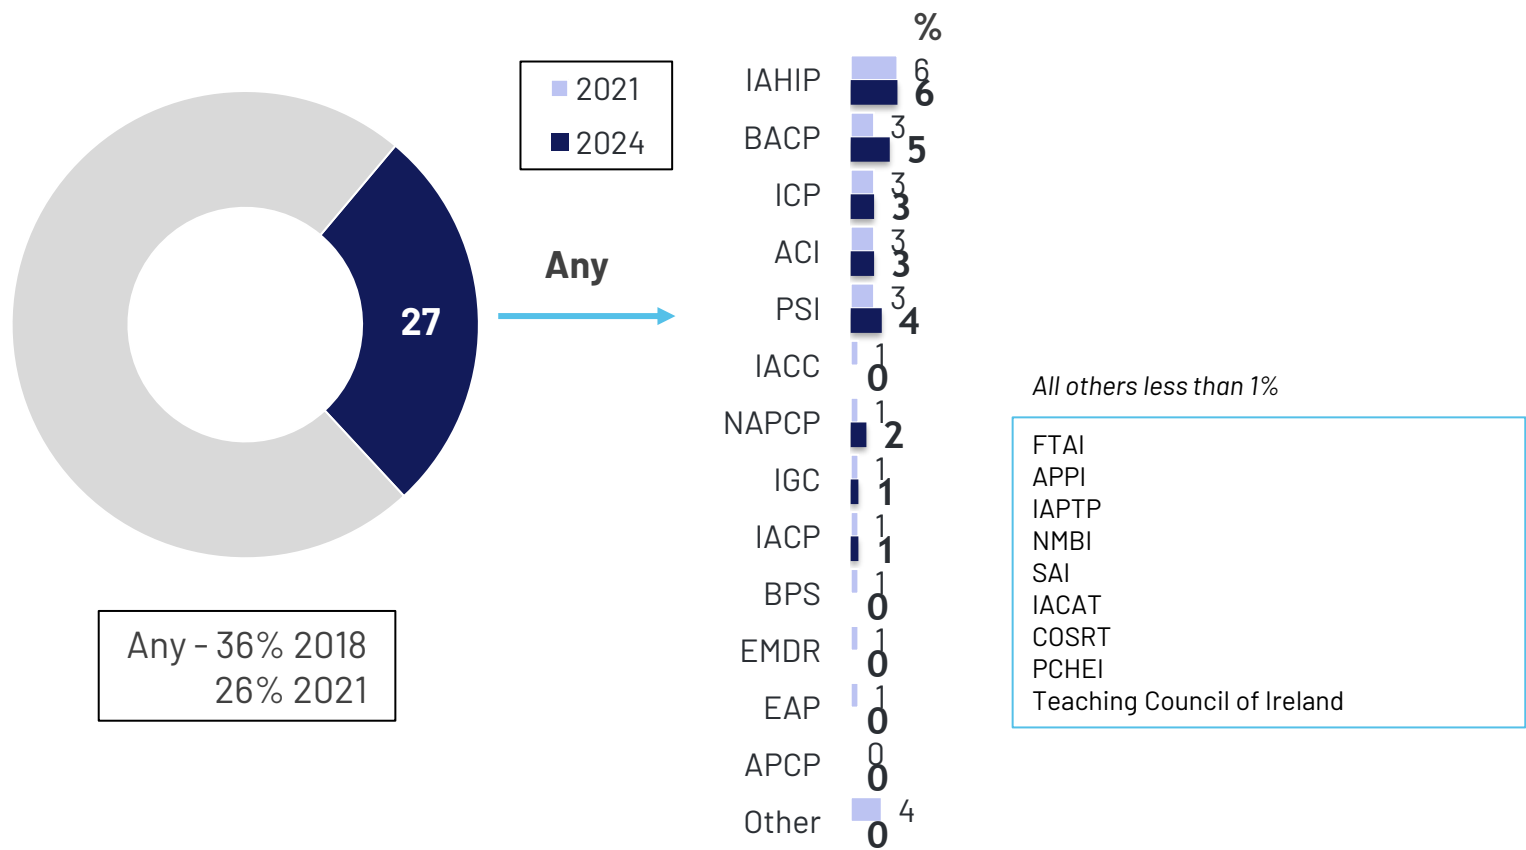 %
2021
2024
27
Any
Any - 36% 2018
26% 2021
IAHIP 6 6
BACP 3 5
ICP 3 3
ACI 3 3
PSI 3 4
IACC 1 0
NAPCP 1 2
IGC 1 1
IACP 1 1
BPS 1 0
EMDR 1 0
EAP 1 0
APCP 0 0
Other 4 0
All others less than 1%
FTAI
APPI
IAPTP
NMBI
SAI
IACAT
COSRT
PCHEI
Teaching Council of Ireland